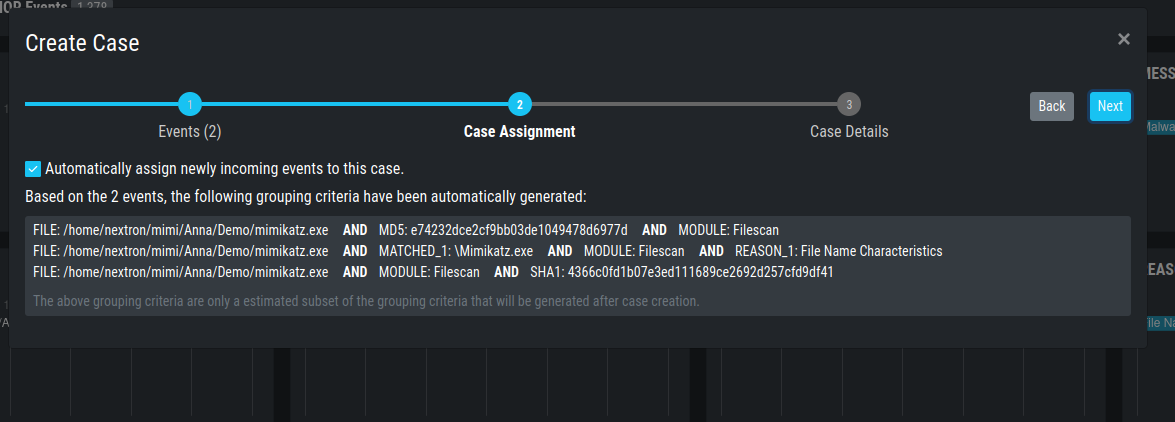 Events 1,378
Create Case
×
1
2
3
Back
Next
Events (2)
Case Assignment
Case Details
Automatically assign newly incoming events to this case.
Based on the 2 events, the following grouping criteria have been automatically generated:
FILE: /home/nextron/mimi/Anna/Demo/mimikatz.exe AND MD5: e74232dce2cf9bb03de1049478d6977d AND MODULE: Filescan
FILE: /home/nextron/mimi/Anna/Demo/mimikatz.exe AND MATCHED_1: \Mimikatz.exe AND MODULE: Filescan AND REASON_1: File Name Characteristics
FILE: /home/nextron/mimi/Anna/Demo/mimikatz.exe AND MODULE: Filescan AND SHA1: 4366c0fd1b07e3ed111689ce2692d257cfd9df41
The above grouping criteria are only a estimated subset of the grouping criteria that will be generated after case creation.